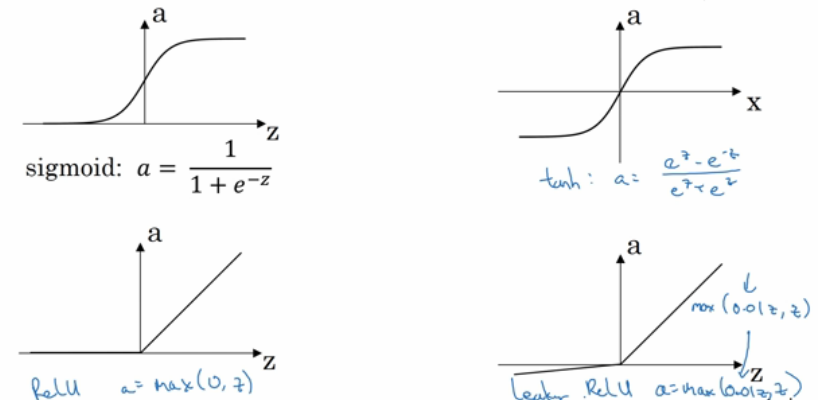 a
z
sigmoid: a = 1 / 1 + e^-z
a
x
tanh: a = e^z - e^-z / e^z + e^z
a
z
ReLU a = max(0, z)
a
↓
max(0.01z, z)
z
Leaky ReLU a = max(0.01z, z)